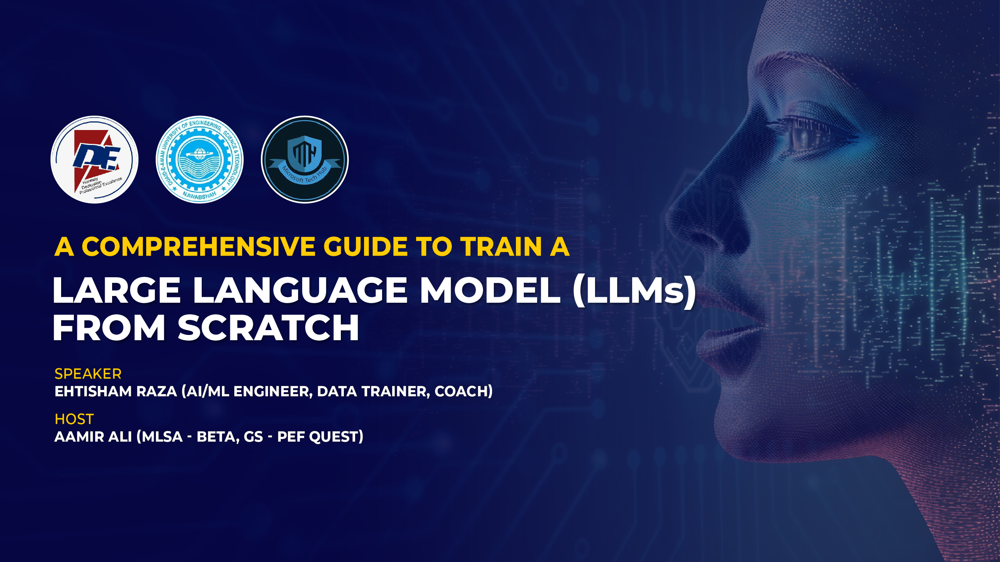 PE
Honesty
Dedication
Professional Excellence
QUAID-E-AWAM UNIVERSITY OF ENGINEERING, SCIENCE & TECHNOLOGY
NAWABSHAH
MTH
Microsoft Tech Hub
A COMPREHENSIVE GUIDE TO TRAIN A
LARGE LANGUAGE MODEL (LLMs)
FROM SCRATCH
SPEAKER
EHTISHAM RAZA (AI/ML ENGINEER, DATA TRAINER, COACH)
HOST
AAMIR ALI (MLSA - BETA, GS - PEF QUEST)